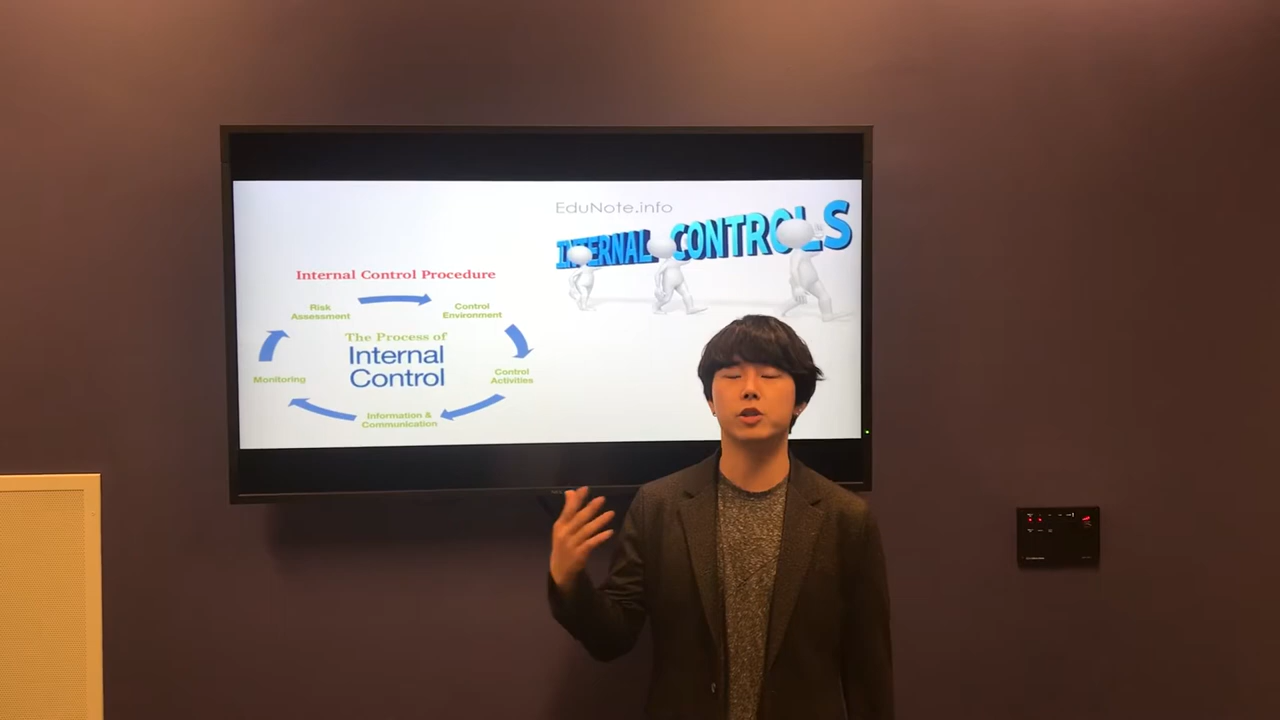 EduNote.info
INTERNAL CONTROLS
Internal Control Procedure
Risk
Assessment
Control
Environment
The Process of
Internal
Control
Monitoring
Control
Activities
Information &
Communication